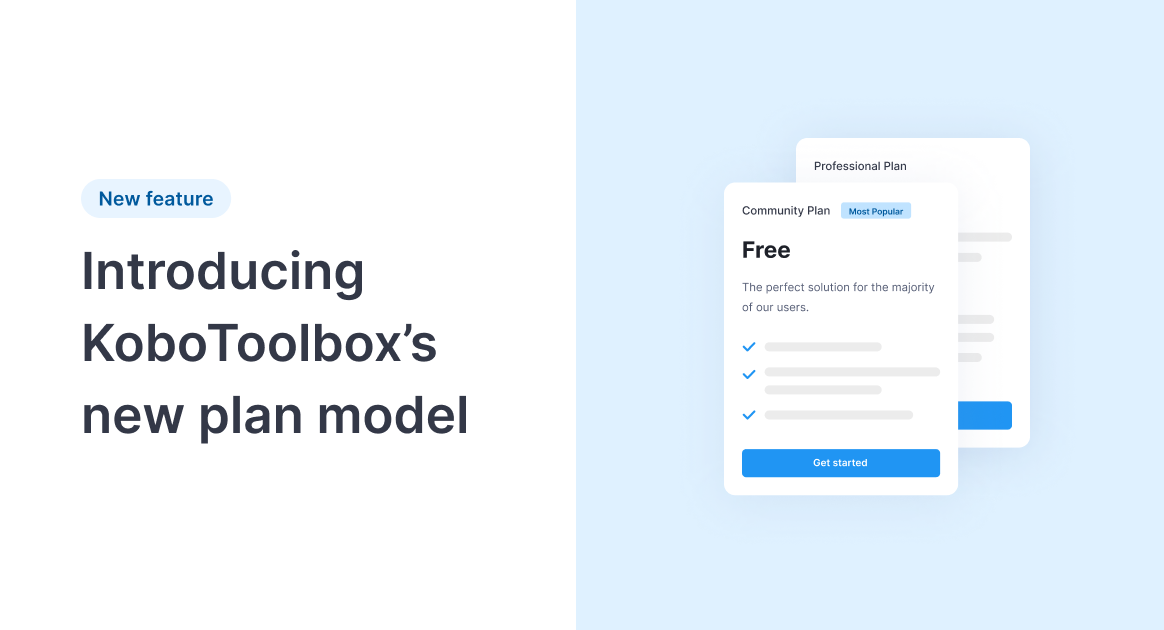 New feature
Introducing
KoboToolbox’s
new plan model
Professional Plan
Community Plan
Most Popular
Free
The perfect solution for the majority
of our users.
Get started